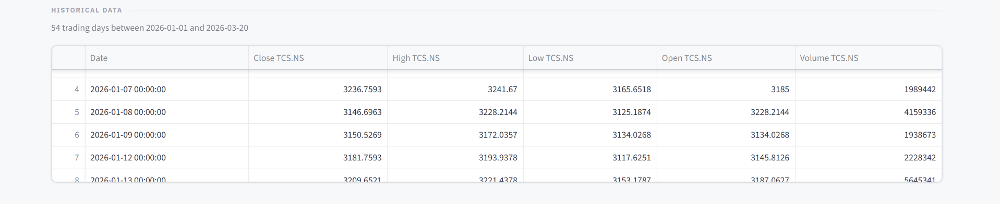 HISTORICAL DATA
54 trading days between 2026-01-01 and 2026-03-20
Date Close TCS.NS High TCS.NS Low TCS.NS Open TCS.NS Volume TCS.NS
4 2026-01-07 00:00:00 3236.7593 3241.67 3165.6518 3185 1989442
5 2026-01-08 00:00:00 3146.6963 3228.2144 3125.1874 3228.2144 4159336
6 2026-01-09 00:00:00 3150.5269 3172.0357 3134.0268 3134.0268 1938673
7 2026-01-12 00:00:00 3181.7593 3193.9378 3117.6251 3145.8126 2228342
8 2026-01-13 00:00:00 3209.6521 3221.4378 3153.1787 3187.0627 5645341